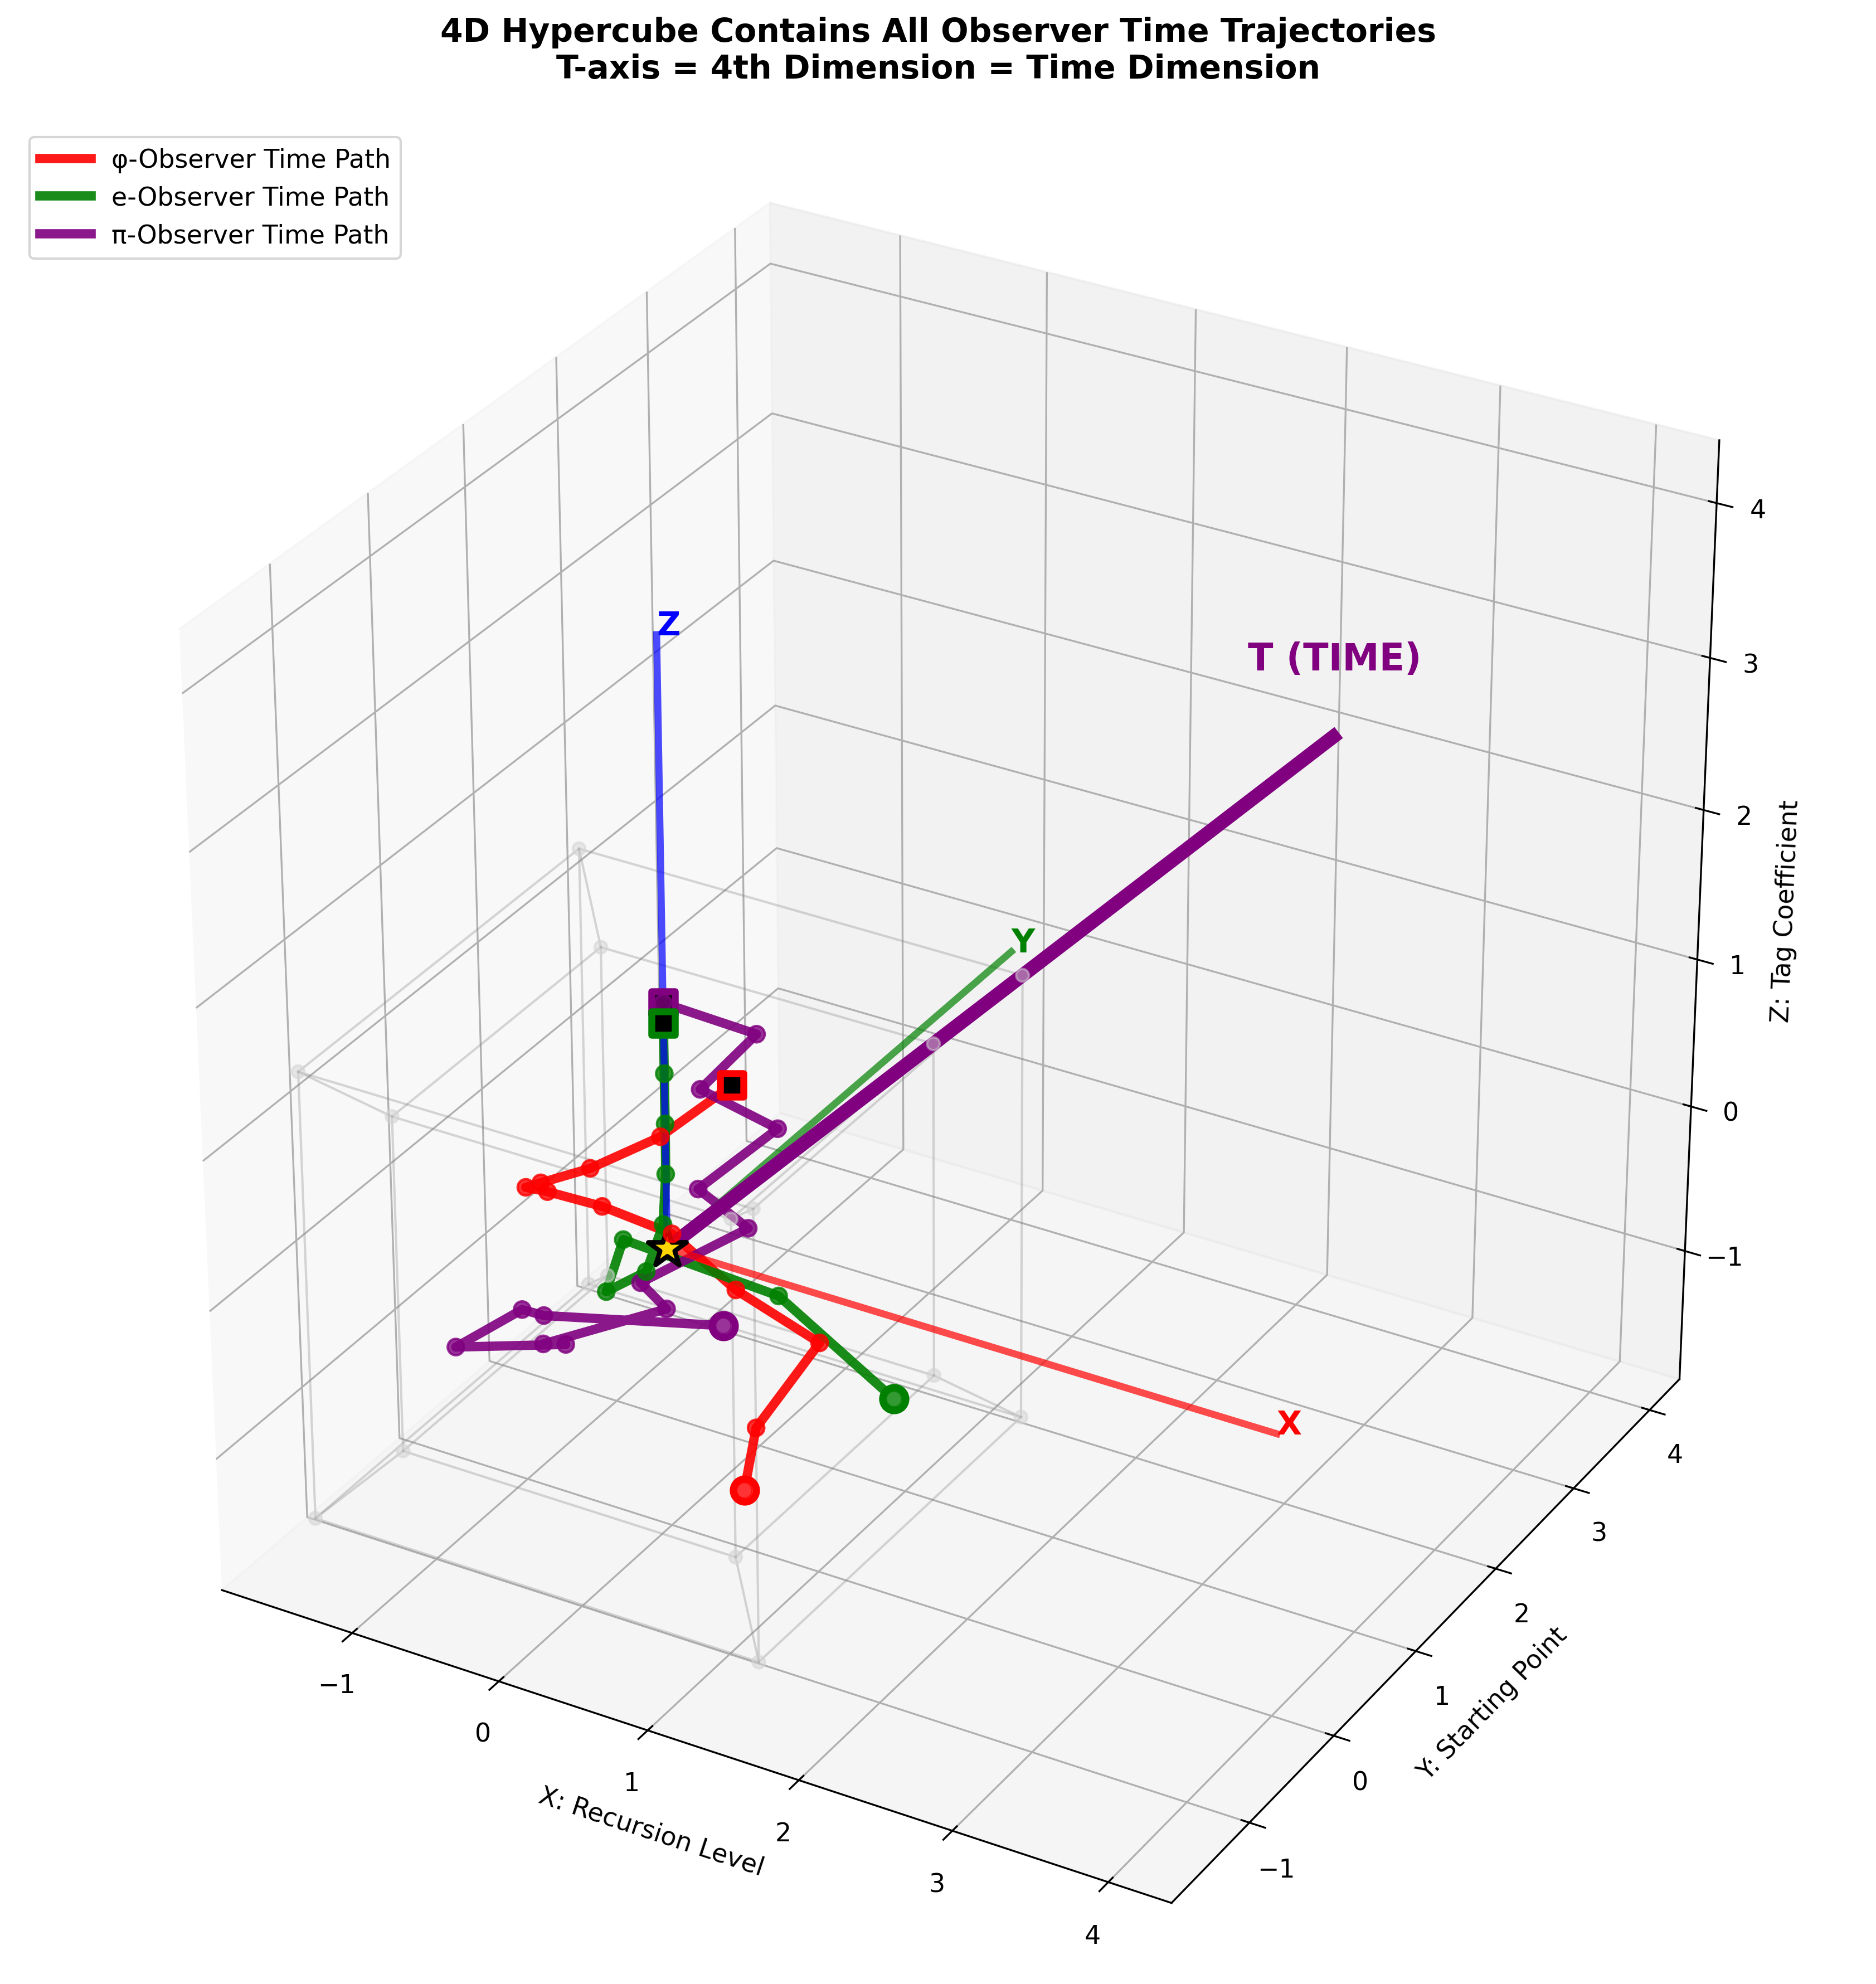 4D Hypercube Contains All Observer Time Trajectories
T-axis = 4th Dimension = Time Dimension
φ-Observer Time Path
e-Observer Time Path
π-Observer Time Path
Z
T (TIME)
Y
X
4
3
2
1
0
−1
Z: Tag Coefficient
4
3
2
1
0
−1
Y: Starting Point
−1
0
1
2
3
4
X: Recursion Level